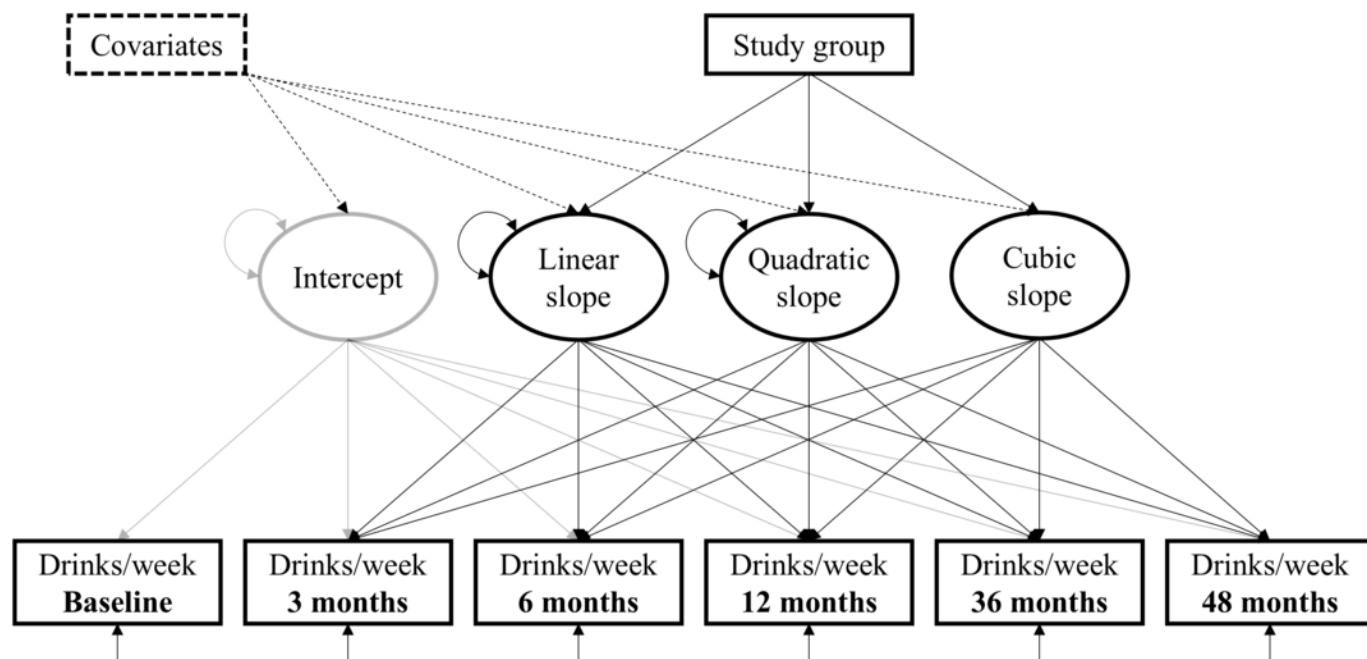 Covariates
Study group
Intercept
Linear
slope
Quadratic
slope
Cubic
slope
Drinks/week
Baseline
Drinks/week
3 months
Drinks/week
6 months
Drinks/week
12 months
Drinks/week
36 months
Drinks/week
48 months